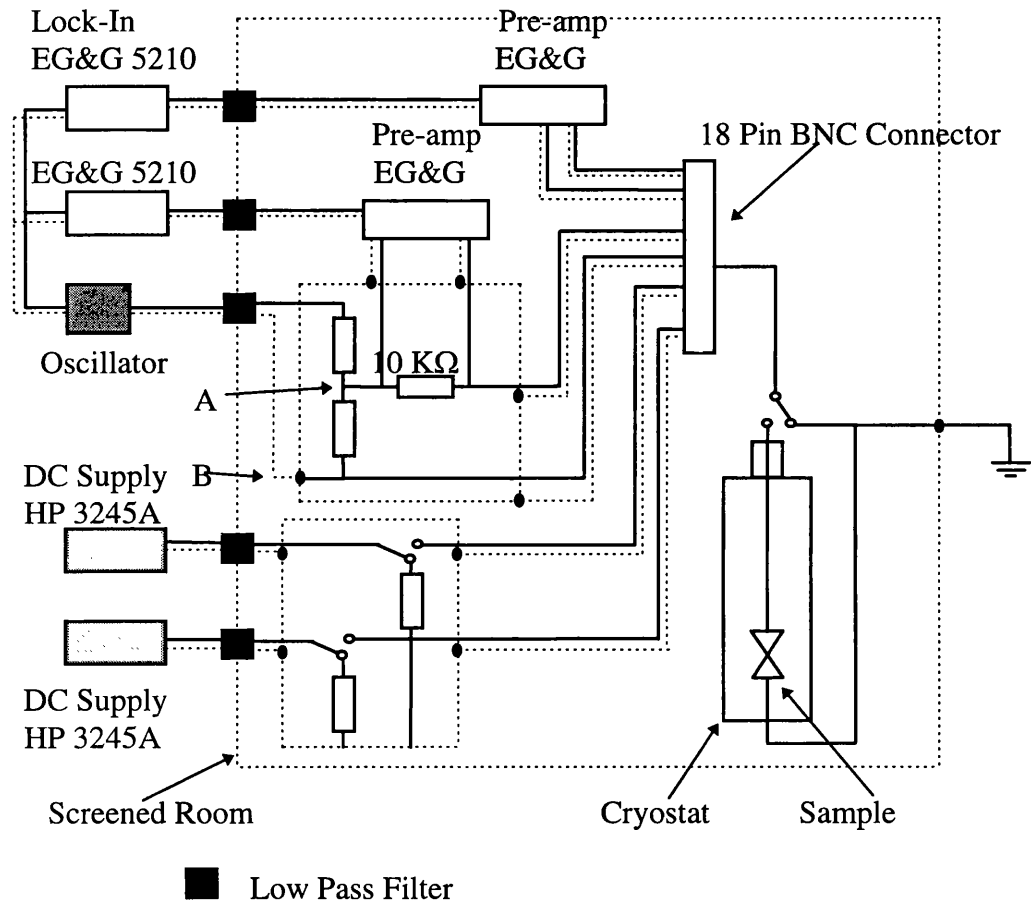 Lock-In
EG&G 5210
Pre-amp
EG&G
Pre-amp
EG&G
18 Pin BNC Connector
EG&G 5210
Oscillator
10 KΩ
A
B
DC Supply
HP 3245A
DC Supply
HP 3245A
Screened Room
Cryostat
Sample
Low Pass Filter